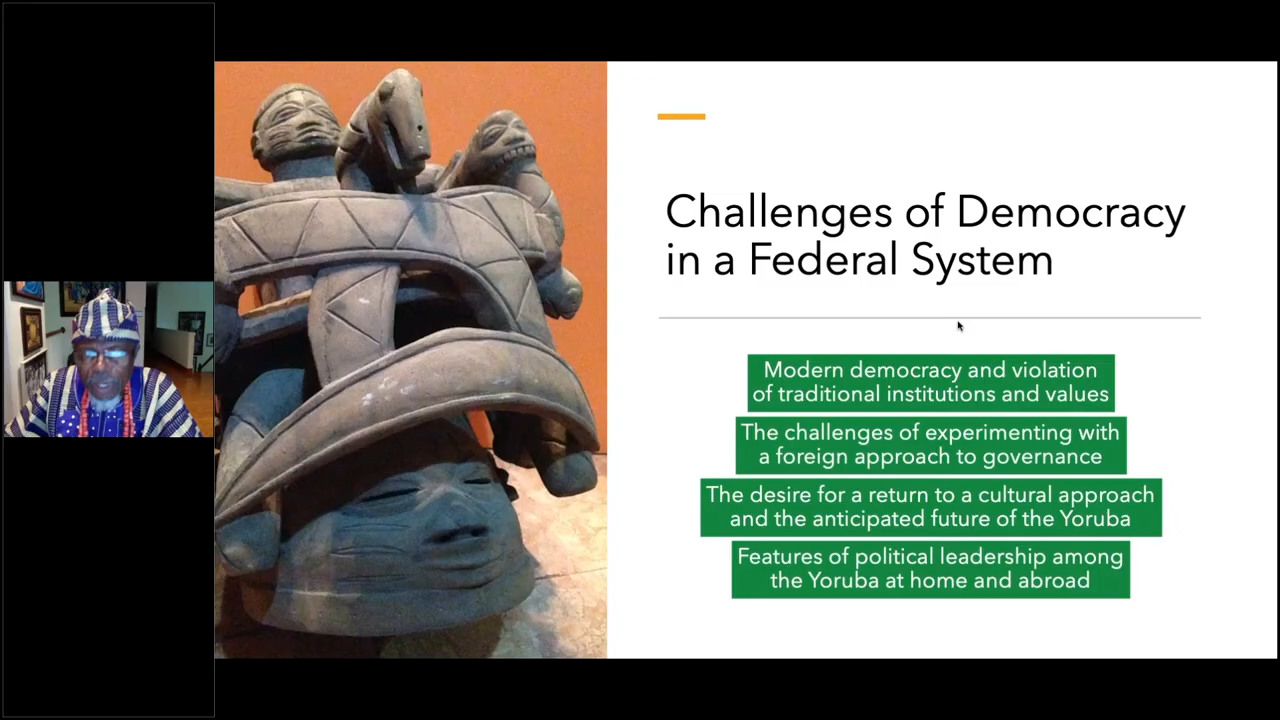 Challenges of Democracy
in a Federal System
Modern democracy and violation
of traditional institutions and values
The challenges of experimenting with
a foreign approach to governance
The desire for a return to a cultural approach
and the anticipated future of the Yoruba
Features of political leadership among
the Yoruba at home and abroad